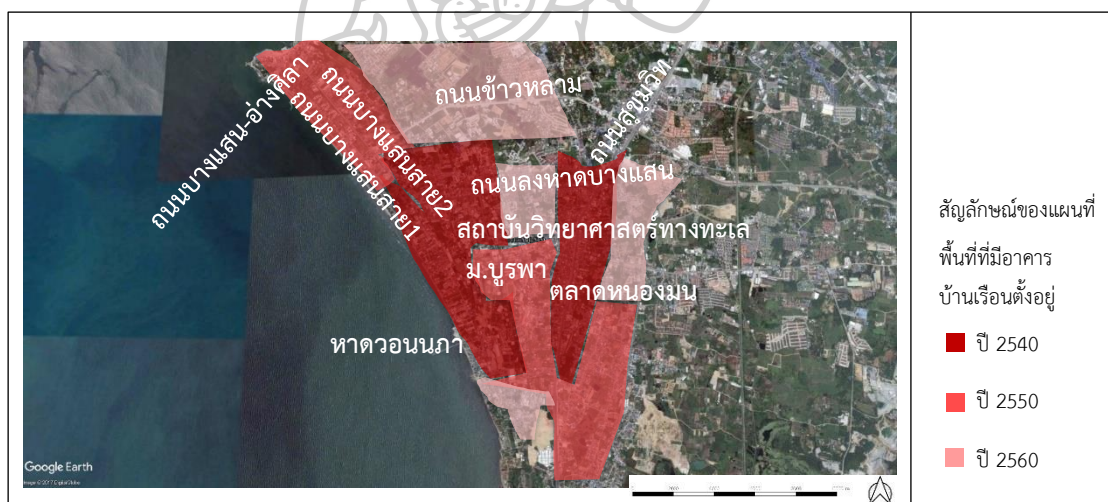 ถนนบางแสน-อ่างศิลา
ถนนบางแสนสาย1
ถนนบางแสนสาย2
ถนนข้าวหลาม
ถนนสุขุมวิท
ถนนลงหาดบางแสน
สถาบันวิทยาศาสตร์ทางทะเล
ม.บูรพา
ตลาดหนองมน
หาดวอนนภา
Google Earth
สัญลักษณ์ของแผนที่
พื้นที่ที่มีอาคาร
บ้านเรือนตั้งอยู่
ปี 2540
ปี 2550
ปี 2560